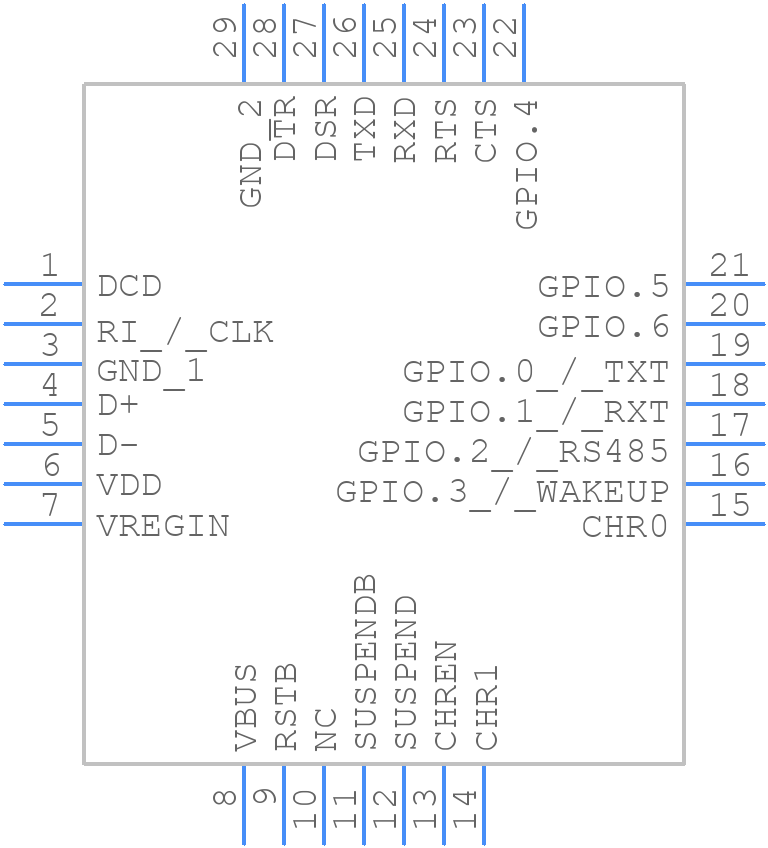 29 28 27 26 25 24 23 22
GND_2 DTR DSR TXD RXD RTS CTS GPIO.4
1 DCD
2 RI_/_CLK
3 GND_1
4 D+
5 D-
6 VDD
7 VREGIN
GPIO.5 21
GPIO.6 20
GPIO.0_/_TXT 19
GPIO.1_/_RXT 18
GPIO.2_/_RS485 17
GPIO.3_/_WAKEUP 16
CHR0 15
VBUS RSTB NC SUSPENDB SUSPEND CHREN CHR1
8 9 10 11 12 13 14